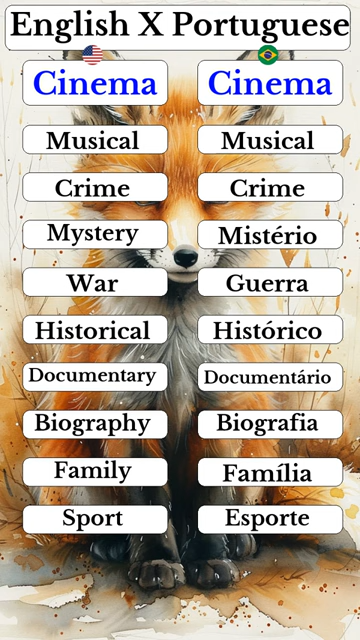 English X Portuguese
Cinema Cinema
Musical Musical
Crime Crime
Mystery Mistério
War Guerra
Historical Histórico
Documentary Documentário
Biography Biografia
Family Família
Sport Esporte